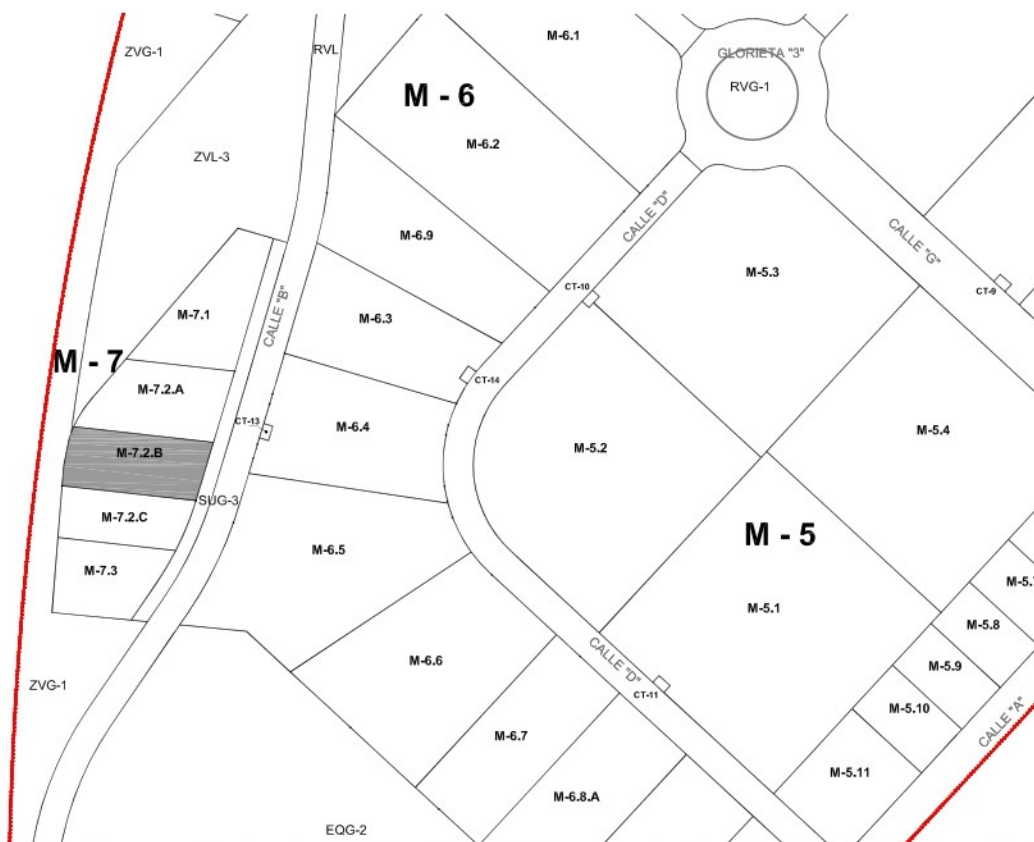 M-6.1
ZVG-1
RVL
GLORIETA "3"
RVG-1
M - 6
M-6.2
ZVL-3
CALLE "D"
M-6.9
CALLE "G"
M-5.3
CT-10
CT-9
M-7.1
CALLE "B"
M-6.3
M - 7
CT-14
M-7.2.A
CT-13
M-6.4
M-5.4
M-5.2
M-7.2.B
SUG-3
M-7.2.C
M - 5
M-6.5
M-7.3
M-5.1
M-5.8
M-6.6
CALLE "D"
M-5.9
ZVG-1
CT-11
M-5.10
CALLE "A"
M-6.7
M-5.11
M-6.8.A
EQG-2